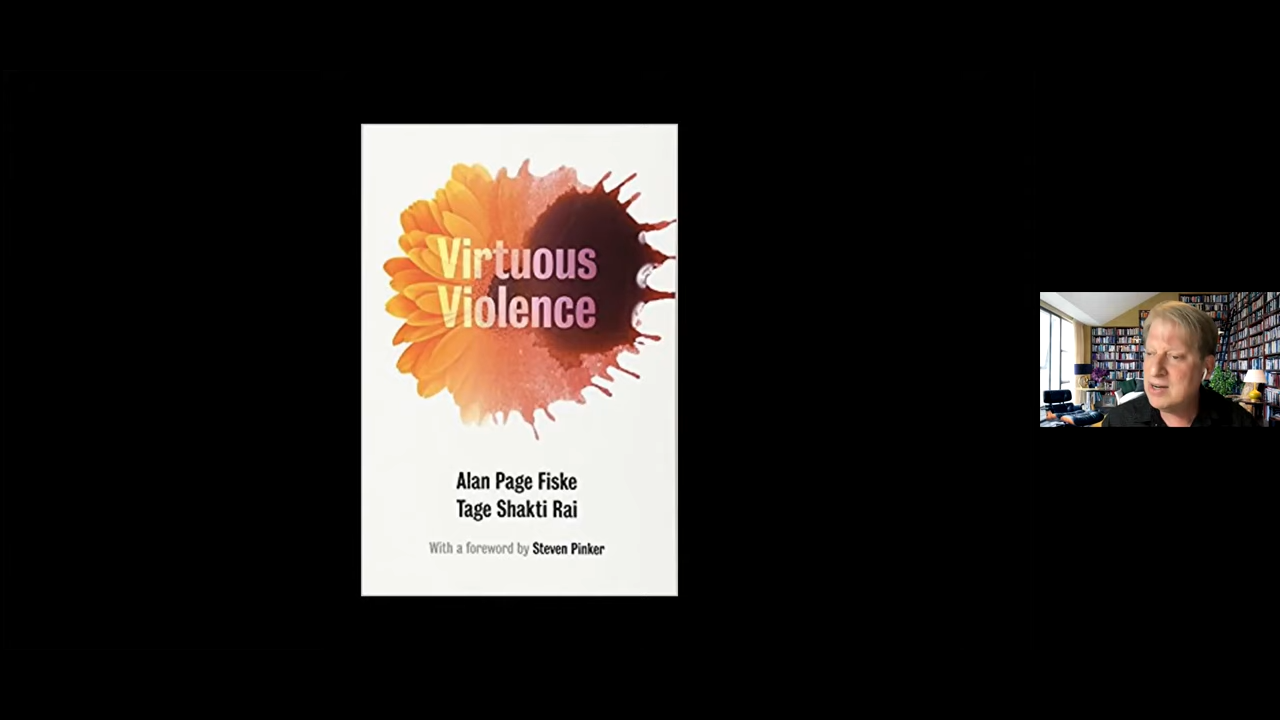 Virtuous
Violence
Alan Page Fiske
Tage Shakti Rai
With a foreword by Steven Pinker